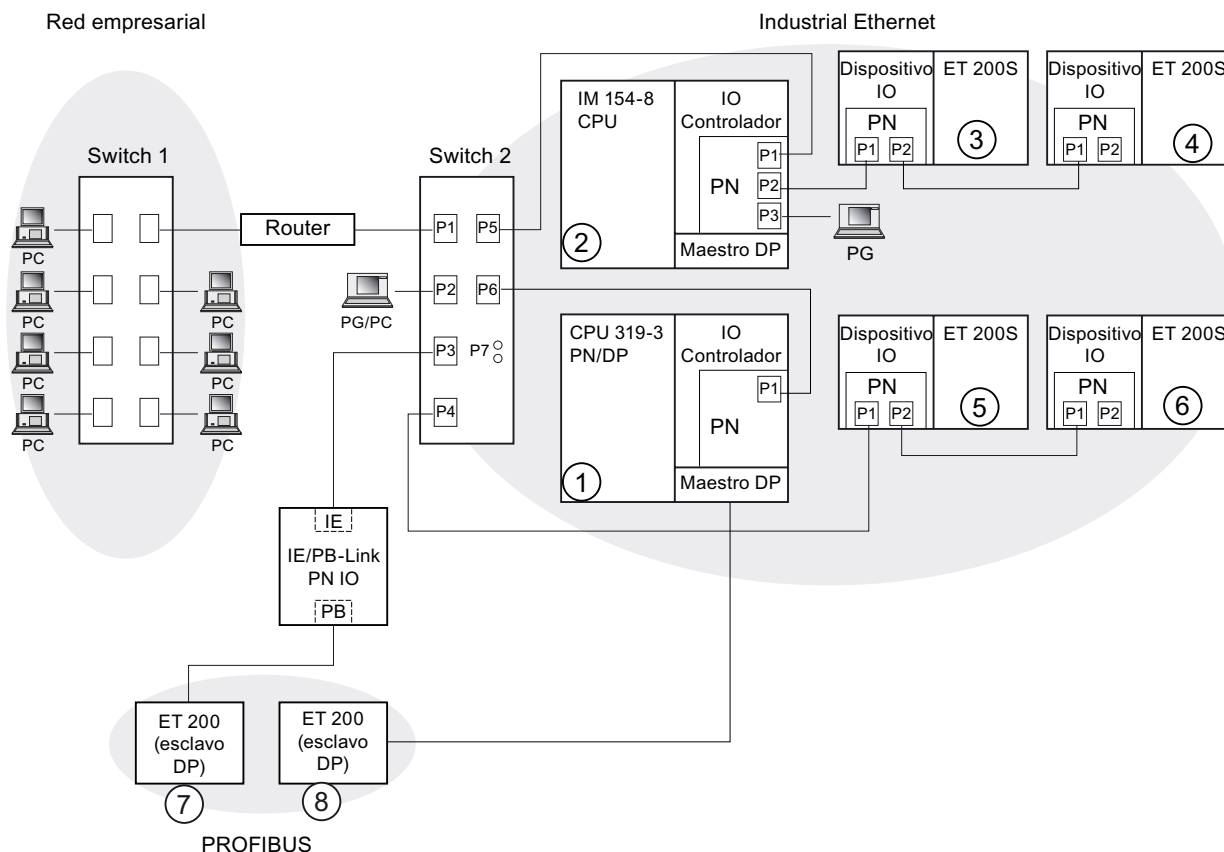 Red empresarial
Industrial Ethernet
Switch 1
PC
PC
PC
PC
PC
PC
PC
Router
Switch 2
P1
P5
P2
P6
P3
P7
P4
PG/PC
IM 154-8
CPU
IO
Controlador
PN
P1
P2
P3
Maestro DP
2
PG
Dispositivo
IO
PN
P1
P2
ET 200S
3
Dispositivo
IO
PN
P1
P2
ET 200S
4
CPU 319-3
PN/DP
IO
Controlador
P1
PN
Maestro DP
1
Dispositivo
IO
PN
P1
P2
ET 200S
5
Dispositivo
IO
PN
P1
P2
ET 200S
6
IE
IE/PB-Link
PN IO
PB
ET 200
(esclavo
DP)
7
ET 200
(esclavo
DP)
8
PROFIBUS